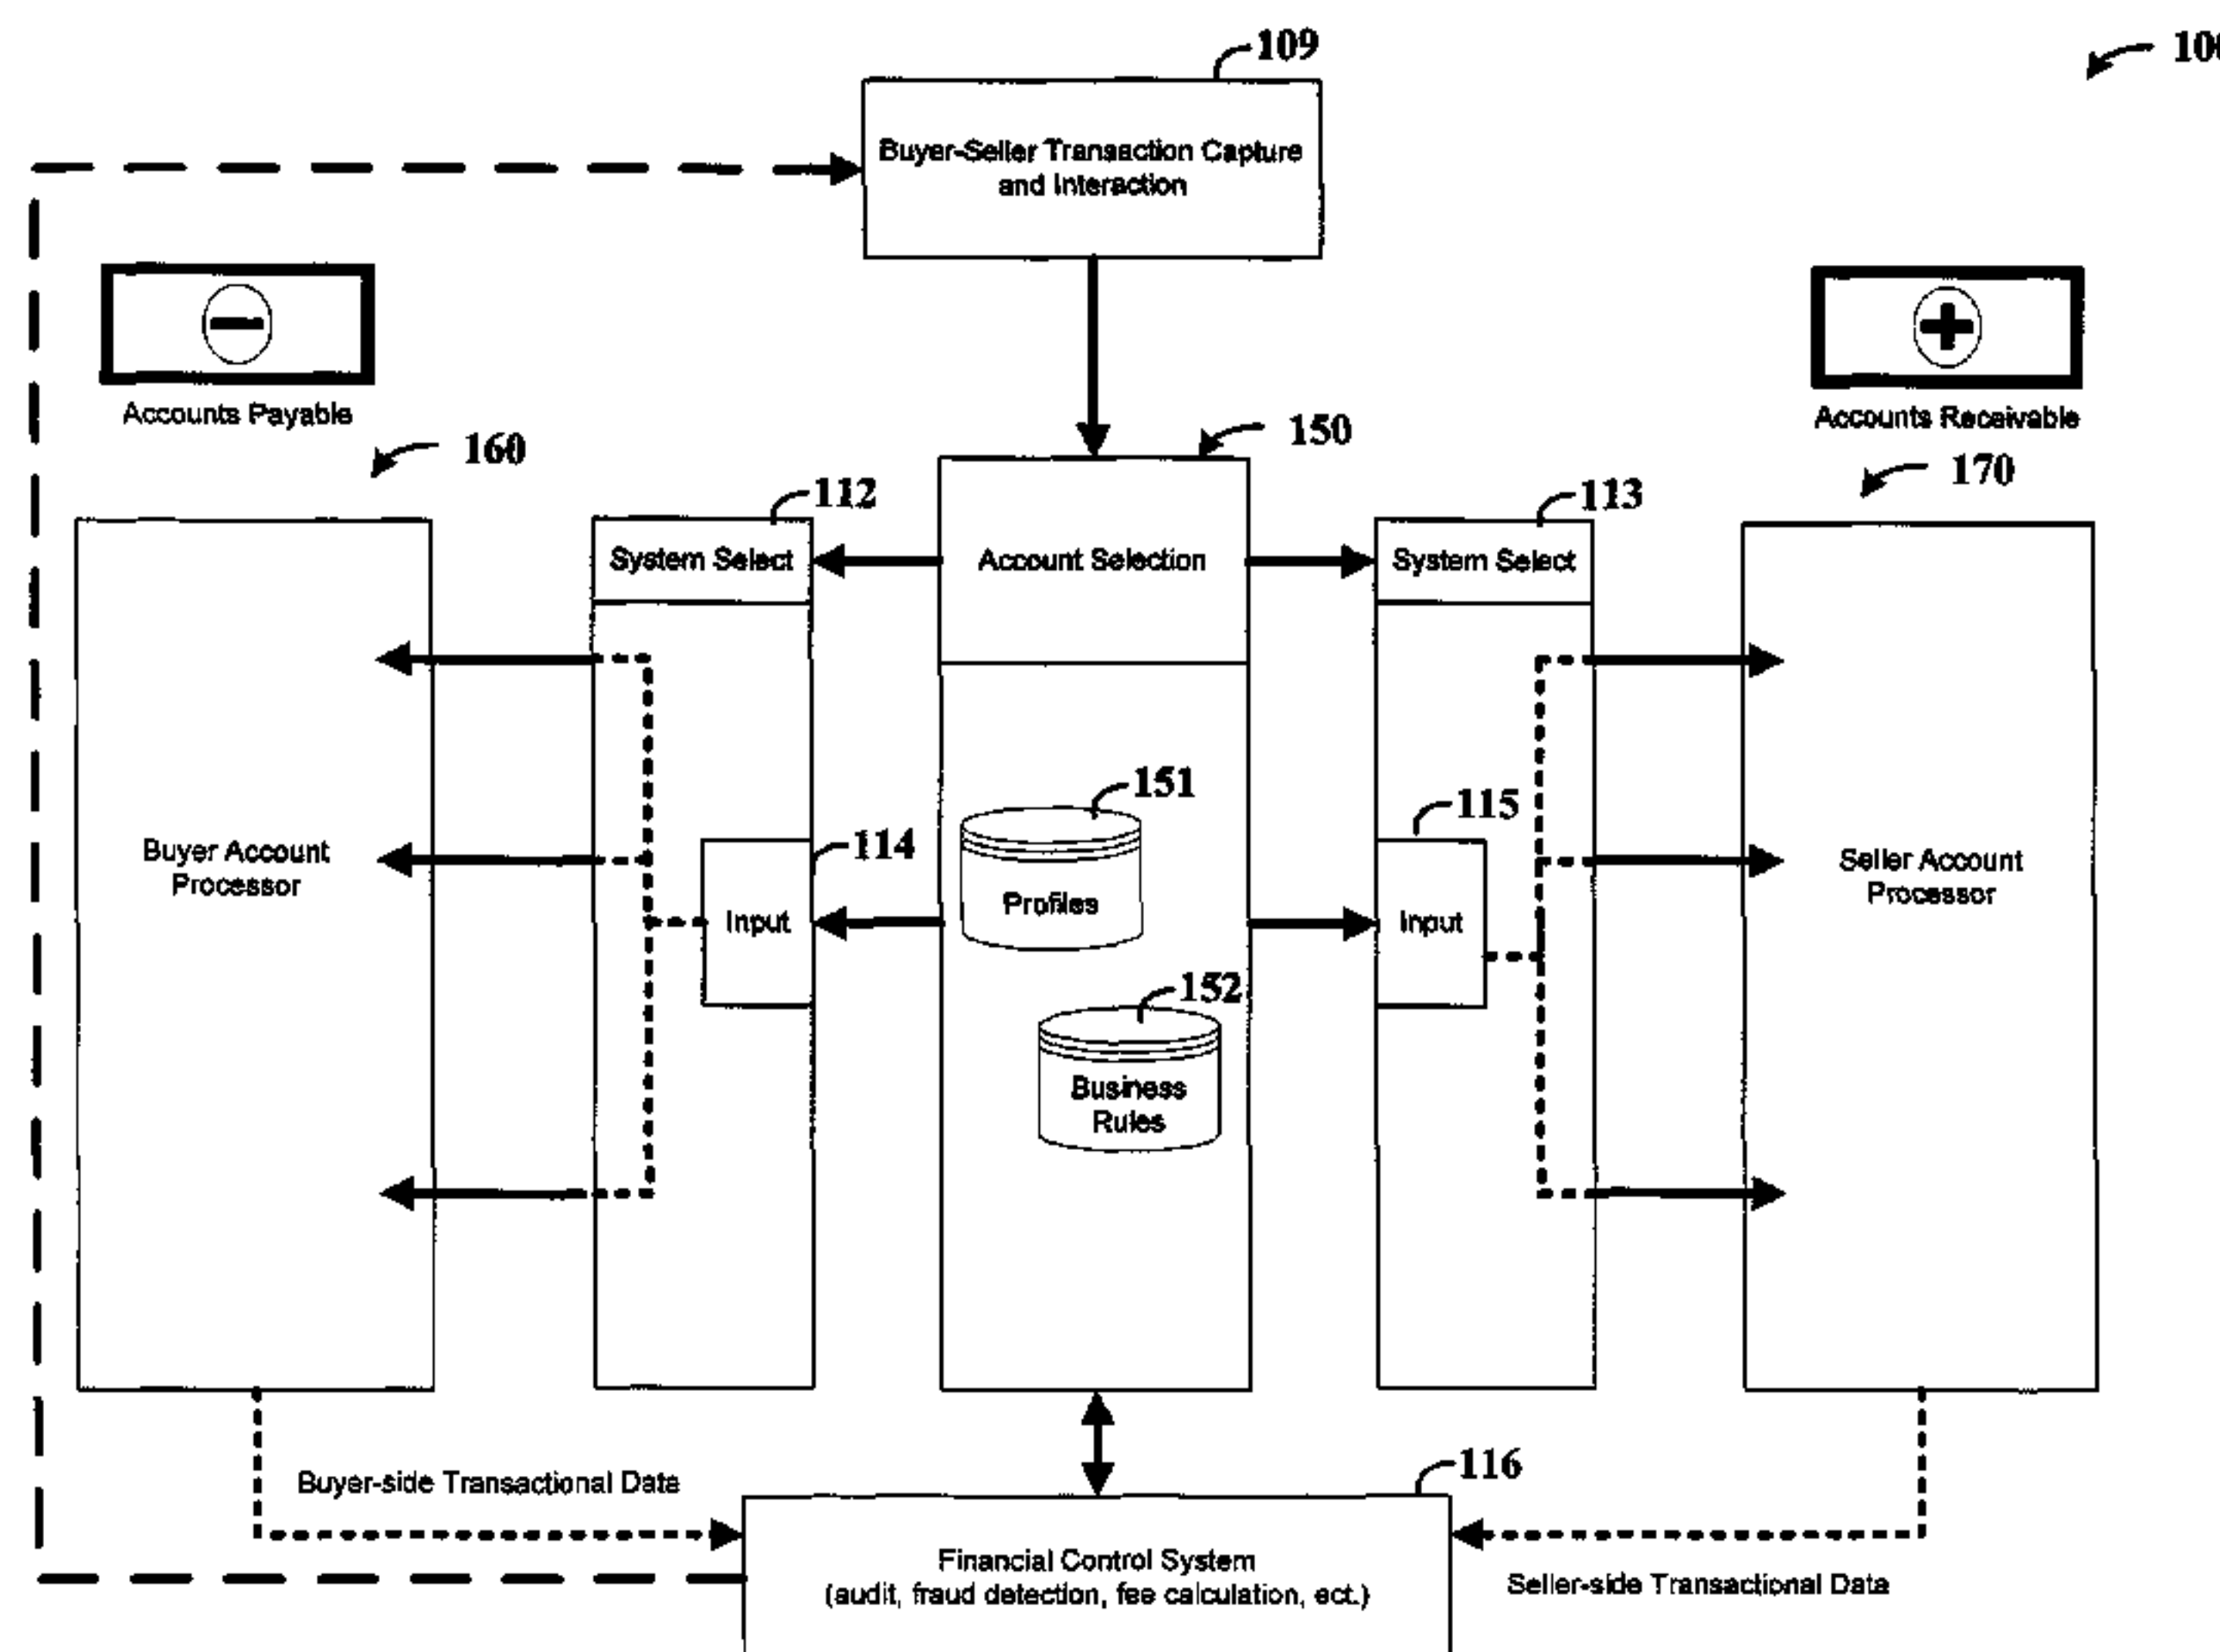 109
100
Buyer-Seller Transaction Capture
and Interaction
Accounts Payable
Accounts Receivable
160
150
170
112
113
System Select
Account Selection
System Select
151
114
115
Buyer Account
Processor
Input
Profiles
Input
Seller Account
Processor
152
Business
Rules
116
Buyer-side Transactional Data
Financial Control System
(audit, fraud detection, fee calculation, ect.)
Seller-side Transactional Data